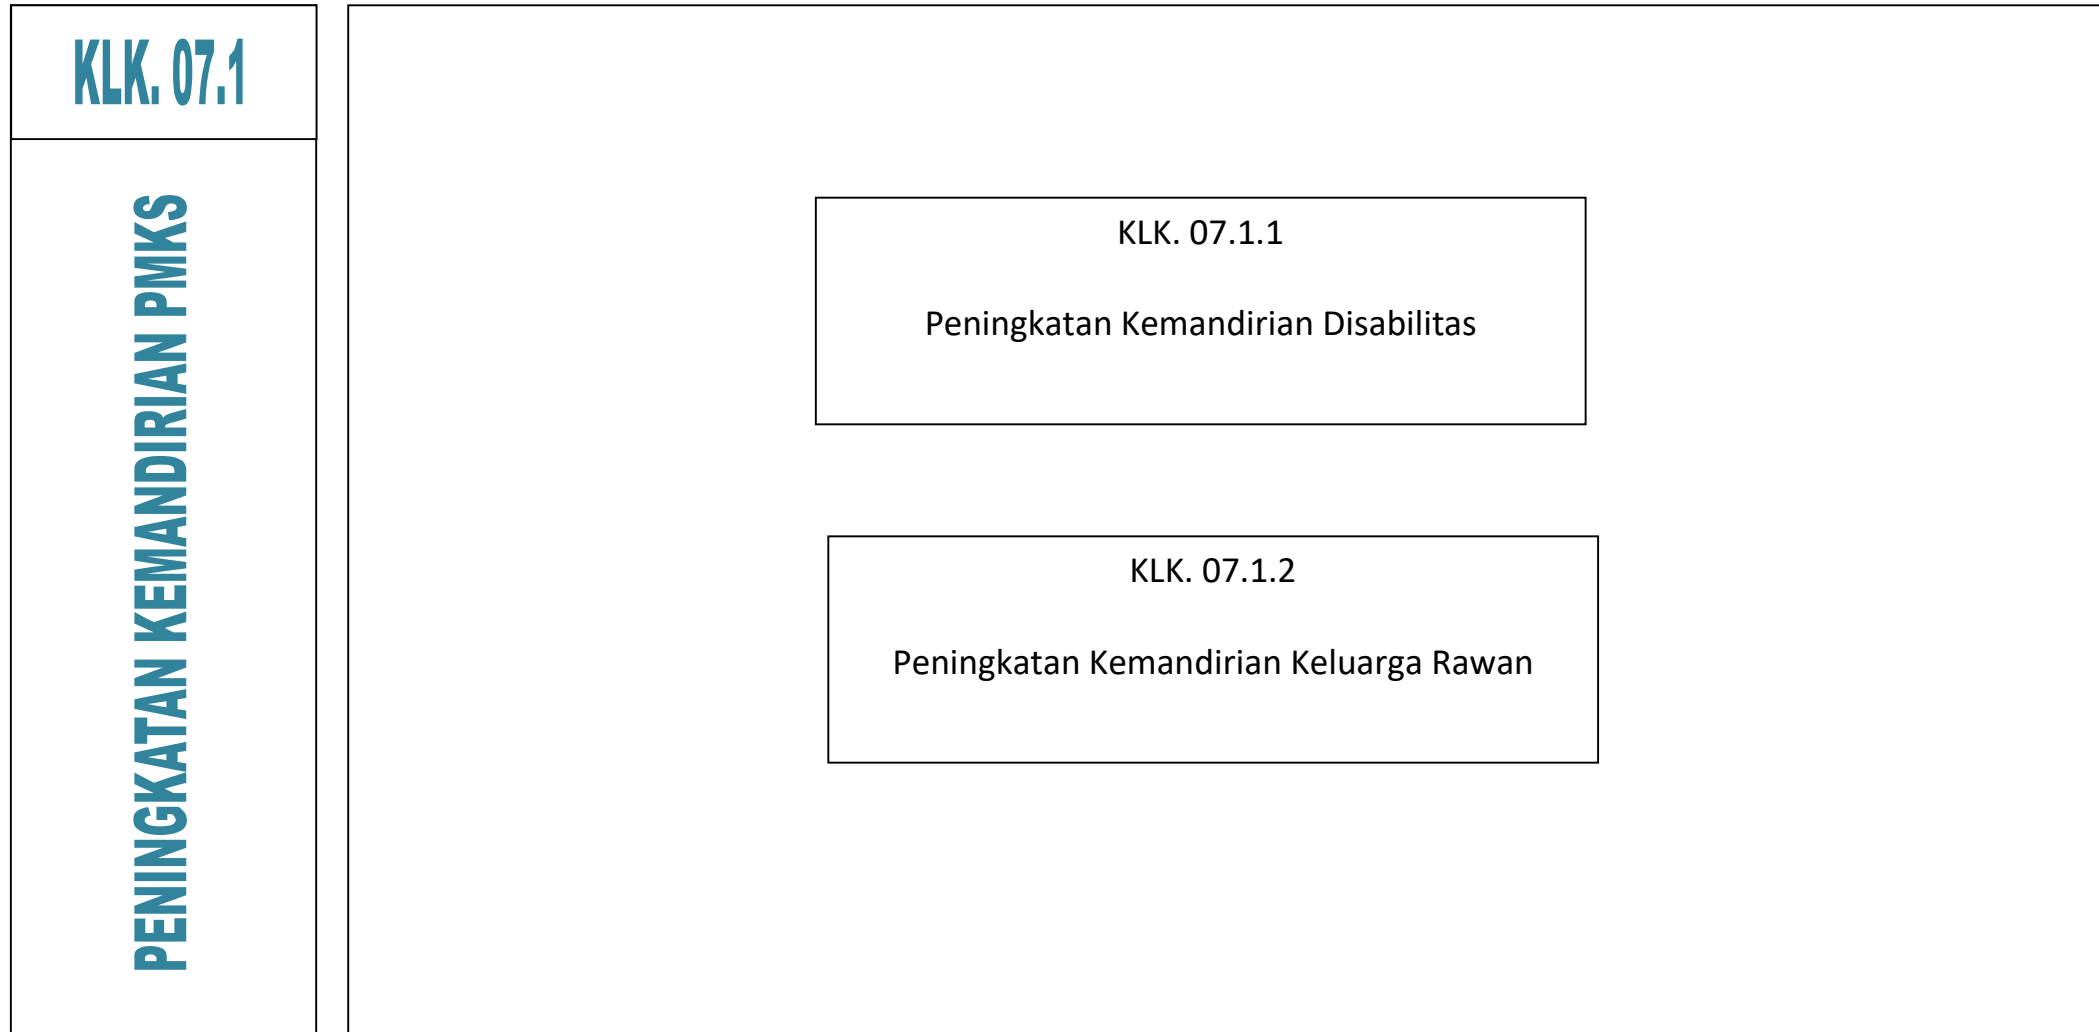 KLK. 07.1
PENINGKATAN KEMANDIRIAN PMKS
KLK. 07.1.1
Peningkatan Kemandirian Disabilitas
KLK. 07.1.2
Peningkatan Kemandirian Keluarga Rawan